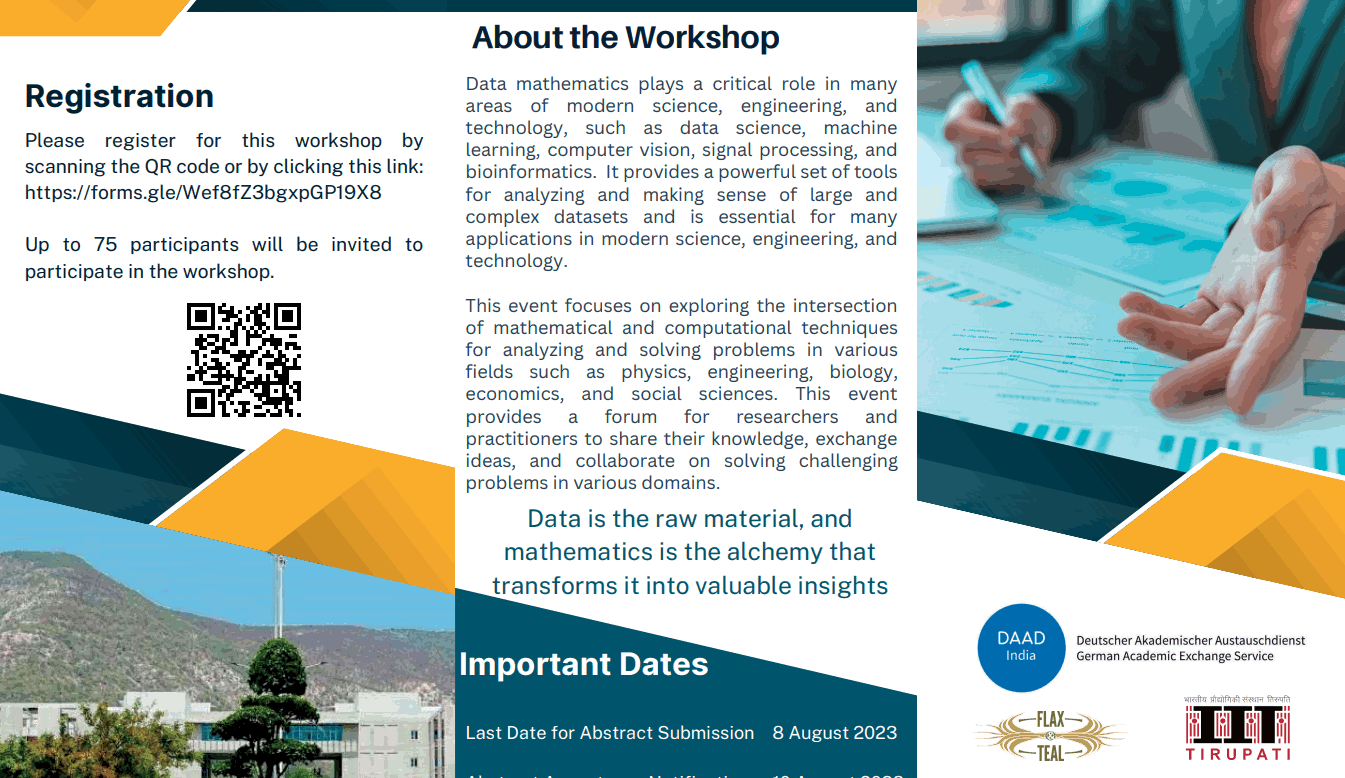 Registration
Please register for this workshop by
scanning the QR code or by clicking this link:
https://forms.gle/Wef8fZ3bgxpGP19X8
Up to 75 participants will be invited to
participate in the workshop.
About the Workshop
Data mathematics plays a critical role in many
areas of modern science, engineering, and
technology, such as data science, machine
learning, computer vision, signal processing, and
bioinformatics. It provides a powerful set of tools
for analyzing and making sense of large and
complex datasets and is essential for many
applications in modern science, engineering, and
technology.
This event focuses on exploring the intersection
of mathematical and computational techniques
for analyzing and solving problems in various
fields such as physics, engineering, biology,
economics, and social sciences. This event
provides a forum for researchers and
practitioners to share their knowledge, exchange
ideas, and collaborate on solving challenging
problems in various domains.
Data is the raw material, and
mathematics is the alchemy that
transforms it into valuable insights
Important Dates
Last Date for Abstract Submission 8 August 2023
DAAD
India
Deutscher Akademischer Austauschdienst
German Academic Exchange Service
FLAX
&
TEAL
भारतीय प्रौद्योगिकी संस्थान तिरुपति
TIRUPATI